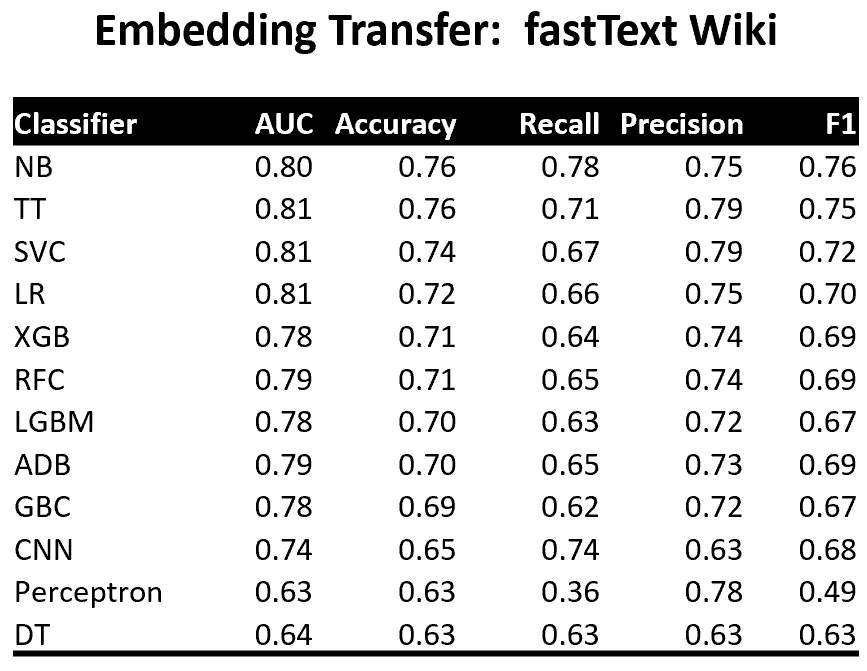 Embedding Transfer: fastText Wiki
Classifier AUC Accuracy Recall Precision F1
NB 0.80 0.76 0.78 0.75 0.76
TT 0.81 0.76 0.71 0.79 0.75
SVC 0.81 0.74 0.67 0.79 0.72
LR 0.81 0.72 0.66 0.75 0.70
XGB 0.78 0.71 0.64 0.74 0.69
RFC 0.79 0.71 0.65 0.74 0.69
LGBM 0.78 0.70 0.63 0.72 0.67
ADB 0.79 0.70 0.65 0.73 0.69
GBC 0.78 0.69 0.62 0.72 0.67
CNN 0.74 0.65 0.74 0.63 0.68
Perceptron 0.63 0.63 0.36 0.78 0.49
DT 0.64 0.63 0.63 0.63 0.63